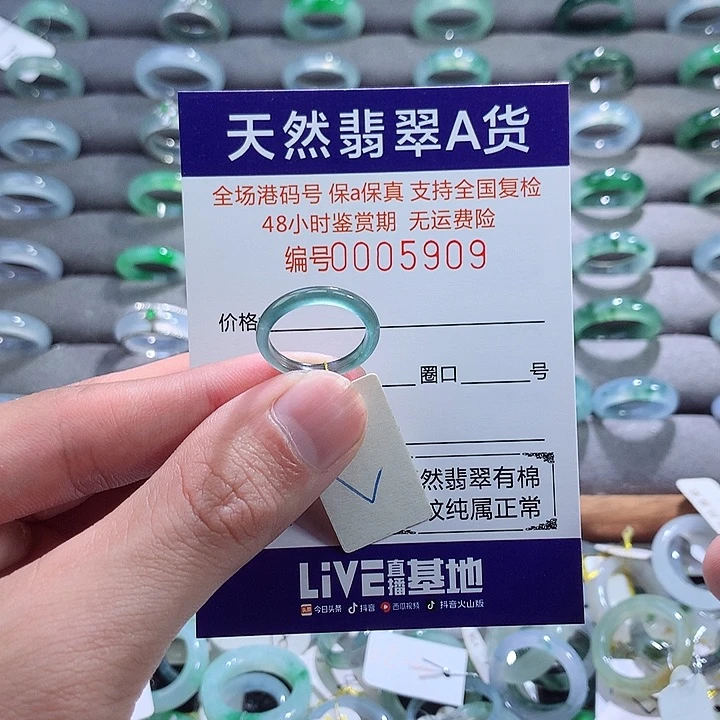 天然翡翠A货
全场港码号 保a保真 支持全国复检
48小时鉴赏期 无运费险
编号0005909
价格
圈口 号
然翡翠有棉
纹纯属正常
LiVE直播基地
今日头条 抖音 西瓜视频 抖音火山版